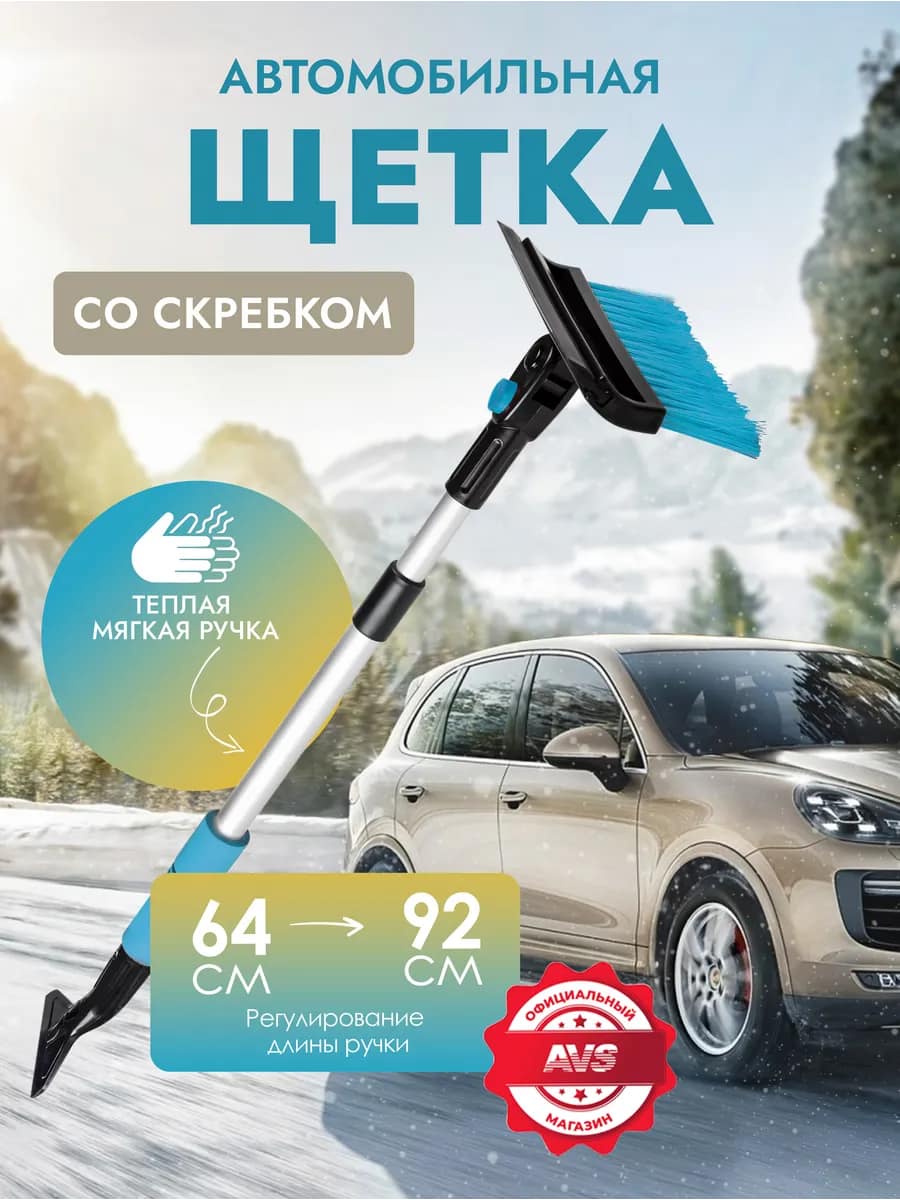 АВТОМОБИЛЬНАЯ
ЩЕТКА
СО СКРЕБКОМ
ТЕПЛАЯ
МЯГКАЯ РУЧКА
64 → 92
СМ СМ
Регулирование
длины ручки
ОФИЦИАЛЬНЫЙ
AVS
МАГАЗИН